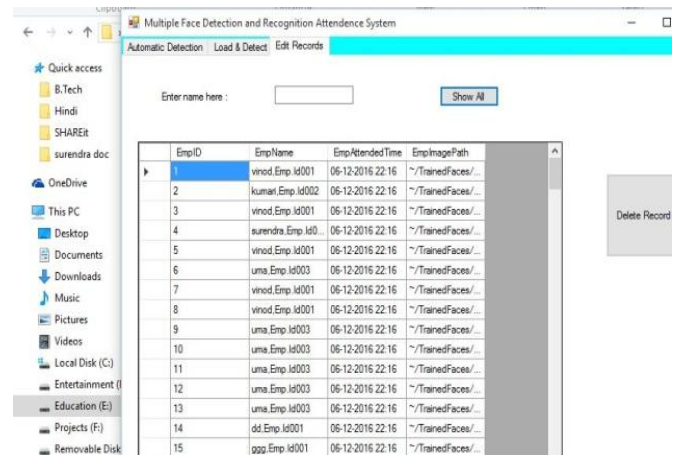 Multiple Face Detection and Recognition Attendence System
Automatic Detection Load & Detect Edit Records
Quick access
B.Tech
Hindi
SHAREit
surendra doc
OneDrive
This PC
Desktop
Documents
Downloads
Music
Pictures
Videos
Local Disk (C:)
Entertainment (
Education (E:)
Projects (F:)
Removable Disk
Enter name here :
Show All
EmpID EmpName EmpAttendedTime EmpImagePath
1 vinod,Emp.Id001 06-12-2016 22:16 ~/TrainedFaces/...
2 kumari,Emp.Id002 06-12-2016 22:16 ~/TrainedFaces/...
3 vinod,Emp.Id001 06-12-2016 22:16 ~/TrainedFaces/...
4 surendra,Emp.Id0... 06-12-2016 22:16 ~/TrainedFaces/...
5 vinod,Emp.Id001 06-12-2016 22:16 ~/TrainedFaces/...
6 uma,Emp.Id003 06-12-2016 22:16 ~/TrainedFaces/...
7 vinod,Emp.Id001 06-12-2016 22:16 ~/TrainedFaces/...
8 vinod,Emp.Id001 06-12-2016 22:16 ~/TrainedFaces/...
9 uma,Emp.Id003 06-12-2016 22:16 ~/TrainedFaces/...
10 uma,Emp.Id003 06-12-2016 22:16 ~/TrainedFaces/...
11 uma,Emp.Id003 06-12-2016 22:16 ~/TrainedFaces/...
12 uma,Emp.Id003 06-12-2016 22:16 ~/TrainedFaces/...
13 uma,Emp.Id003 06-12-2016 22:16 ~/TrainedFaces/...
14 dd,Emp.Id001 06-12-2016 22:16 ~/TrainedFaces/...
15 ggg,Emp.Id001 06-12-2016 22:16 ~/TrainedFaces/...
Delete Record